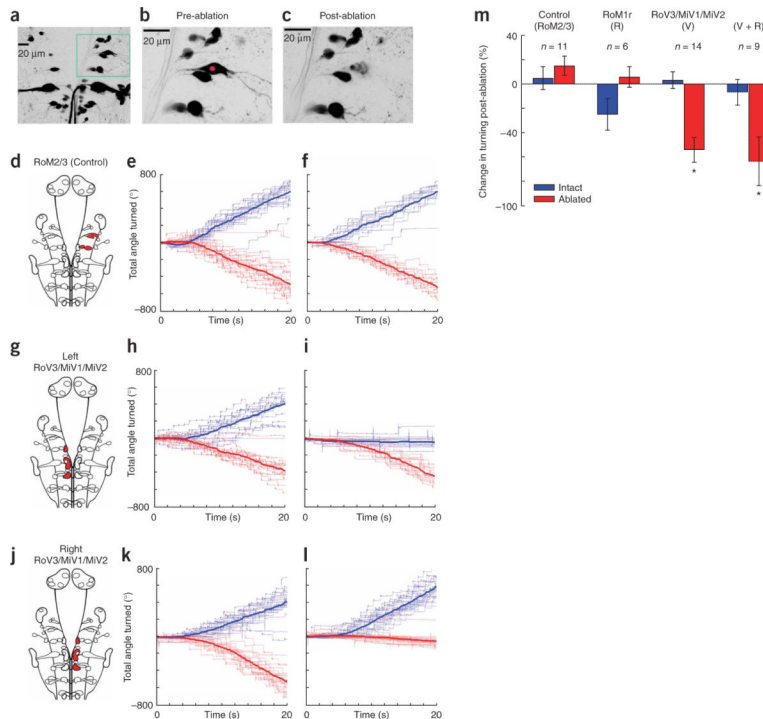 a
20 µm
b
Pre-ablation
20 µm
c
Post-ablation
20 µm
m
Control
(RoM2/3)
RoM1r
(R)
RoV3/MiV1/MiV2
(V)
(V + R)
n = 11
n = 6
n = 14
n = 9
Change in turning post-ablation (%)
40
0
−40
−100
Intact
Ablated
*
*
d
RoM2/3 (Control)
e
f
Total angle turned (°)
800
−800
0
Time (s)
20
0
Time (s)
20
g
Left
RoV3/MiV1/MiV2
h
i
Total angle turned (°)
800
−800
0
Time (s)
20
0
Time (s)
20
j
Right
RoV3/MiV1/MiV2
k
l
Total angle turned (°)
800
−800
0
Time (s)
20
0
Time (s)
20